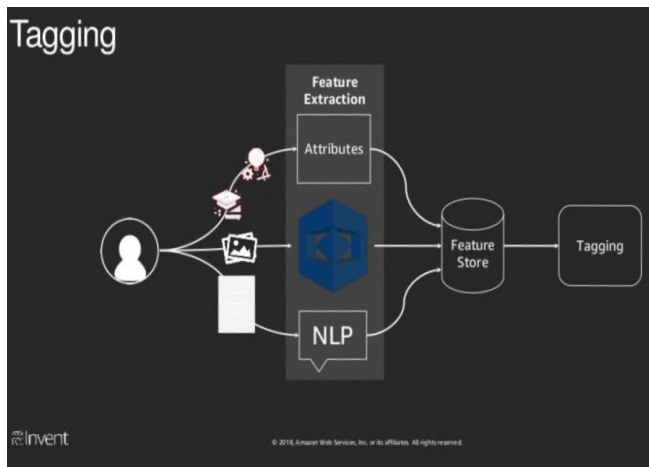 Tagging
Feature
Extraction
Attributes
Feature
Store
Tagging
NLP
re:Invent
© 2018, Amazon Web Services, Inc. or its affiliates. All rights reserved.